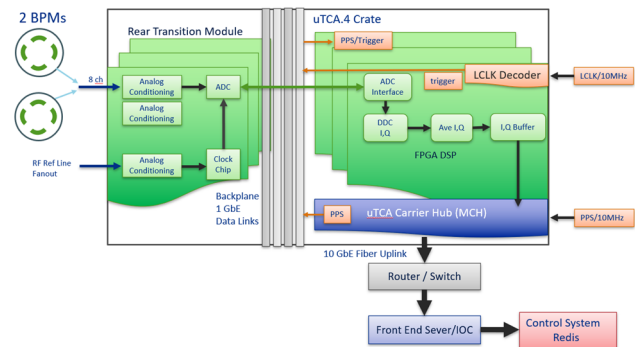 2 BPMs
Rear Transition Module
uTCA.4 Crate
PPS/Trigger
8 ch
Analog
Conditioning
ADC
Analog
Conditioning
ADC
Interface
trigger
LCLK Decoder
LCLK/10MHz
DDC
I,Q
Ave I,Q
I,Q Buffer
FPGA DSP
RF Ref Line
Fanout
Analog
Conditioning
Clock
Chip
Backplane
1 GbE
Data Links
PPS
uTCA Carrier Hub (MCH)
PPS/10MHz
10 GbE Fiber Uplink
Router / Switch
Front End Sever/IOC
Control System
Redis